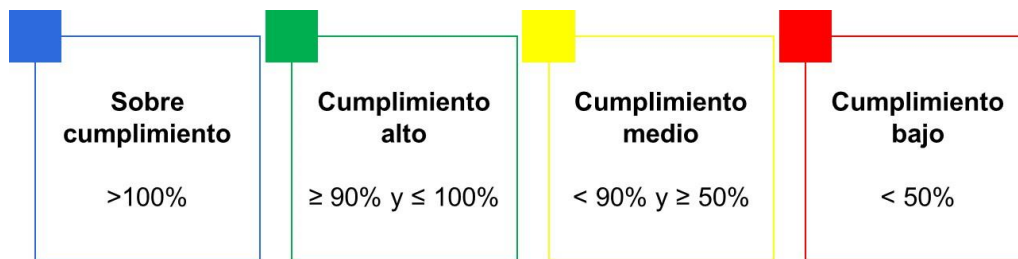 Sobre
cumplimiento
>100%
Cumplimiento
alto
≥ 90% y ≤ 100%
Cumplimiento
medio
< 90% y ≥ 50%
Cumplimiento
bajo
< 50%